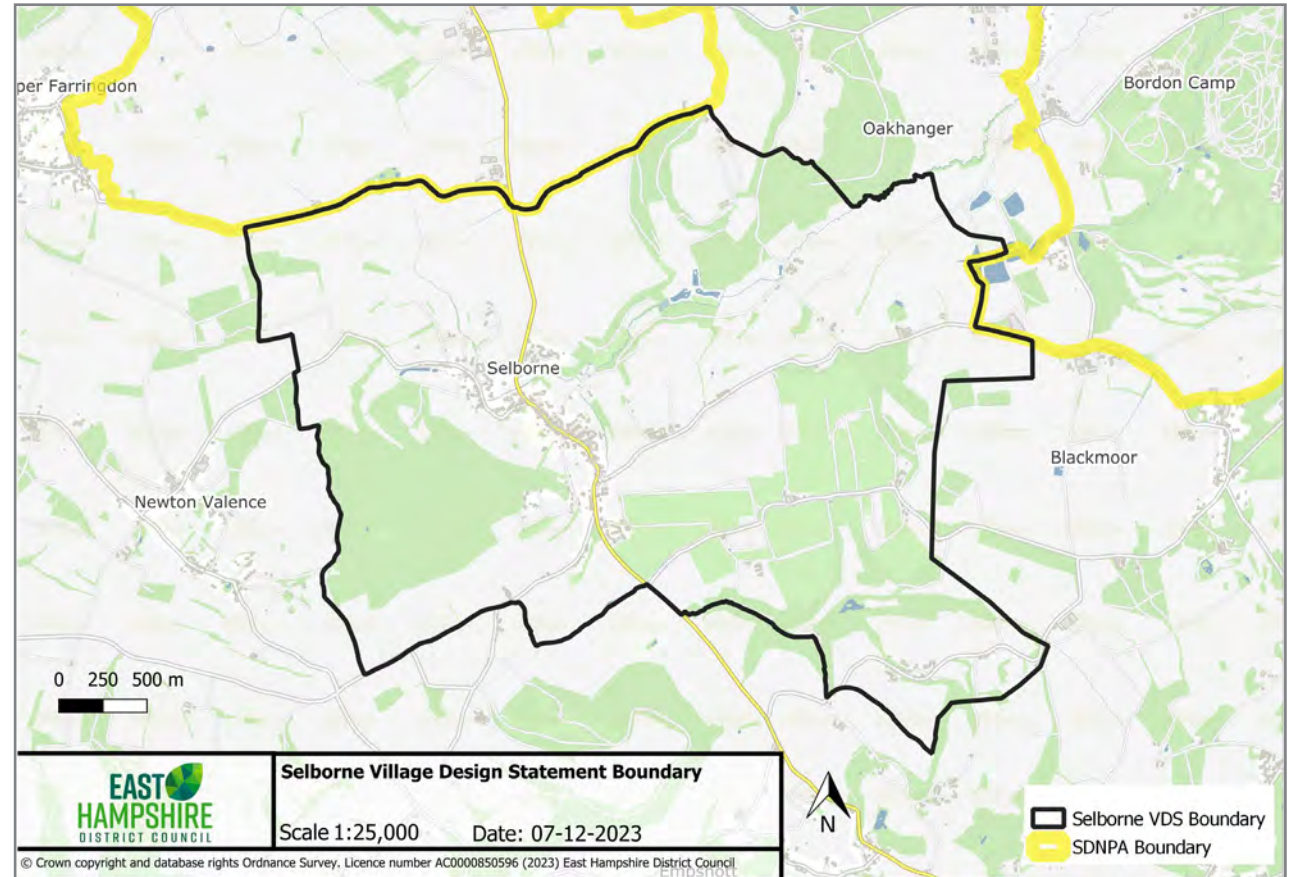 per Farringdon
Bordon Camp
Oakhanger
Selborne
Blackmoor
Newton Valence
0 250 500 m
EAST
HAMPSHIRE
DISTRICT COUNCIL
Selborne Village Design Statement Boundary
Scale 1:25,000 Date: 07-12-2023
N
Selborne VDS Boundary
SDNPA Boundary
© Crown copyright and database rights Ordnance Survey. Licence number AC0000850596 (2023) East Hampshire District Council
Empshott